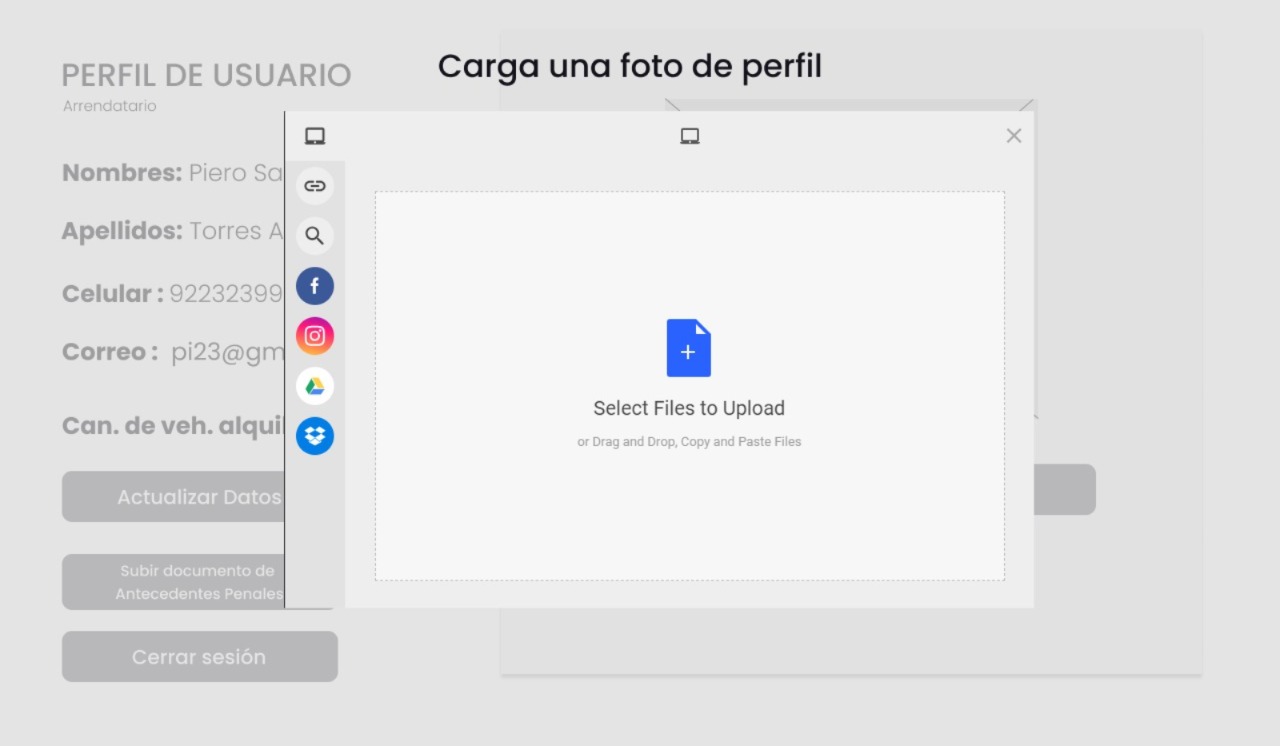 Carga una foto de perfil
PERFIL DE USUARIO
Arrendatario
Nombres: Piero Sa
Apellidos: Torres A
Celular : 92232399
Correo : pi23@gm
Can. de veh. alqui
Actualizar Datos
Subir documento de
Antecedentes Penales
Cerrar sesión
Select Files to Upload
or Drag and Drop, Copy and Paste Files